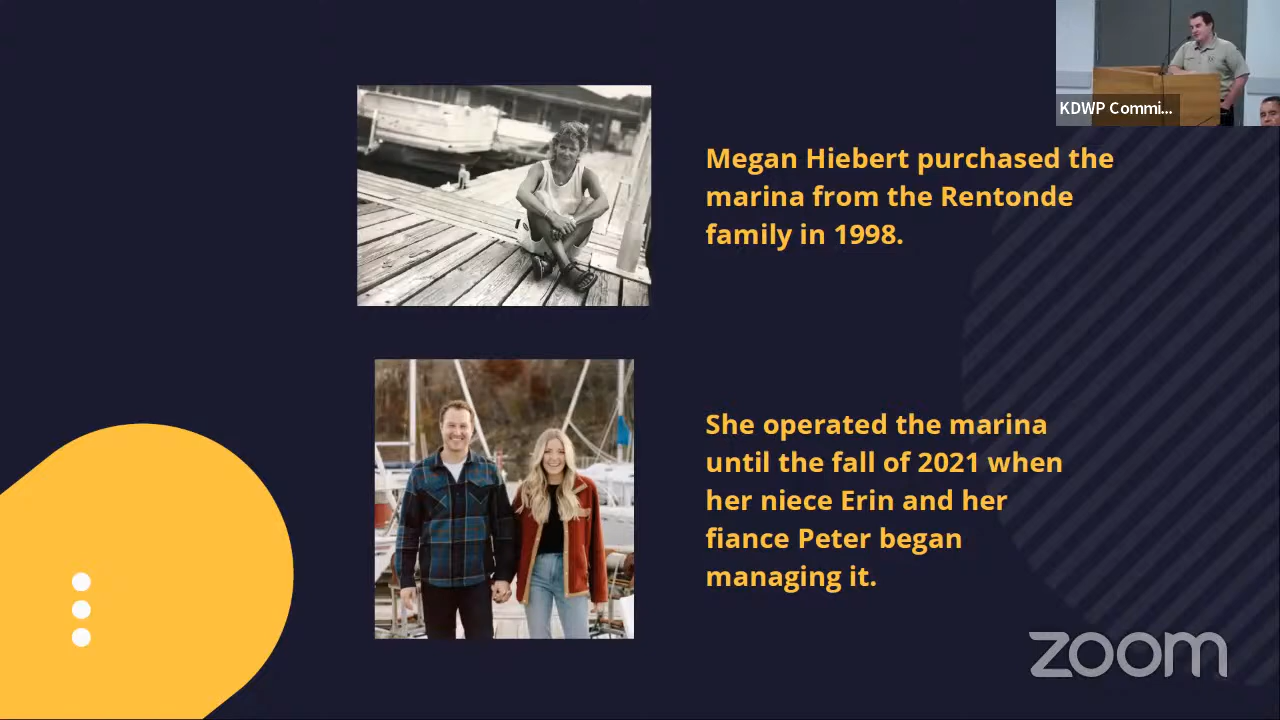 KDWP Commi...
Megan Hiebert purchased the
marina from the Rentonde
family in 1998.
She operated the marina
until the fall of 2021 when
her niece Erin and her
fiance Peter began
managing it.
zoom